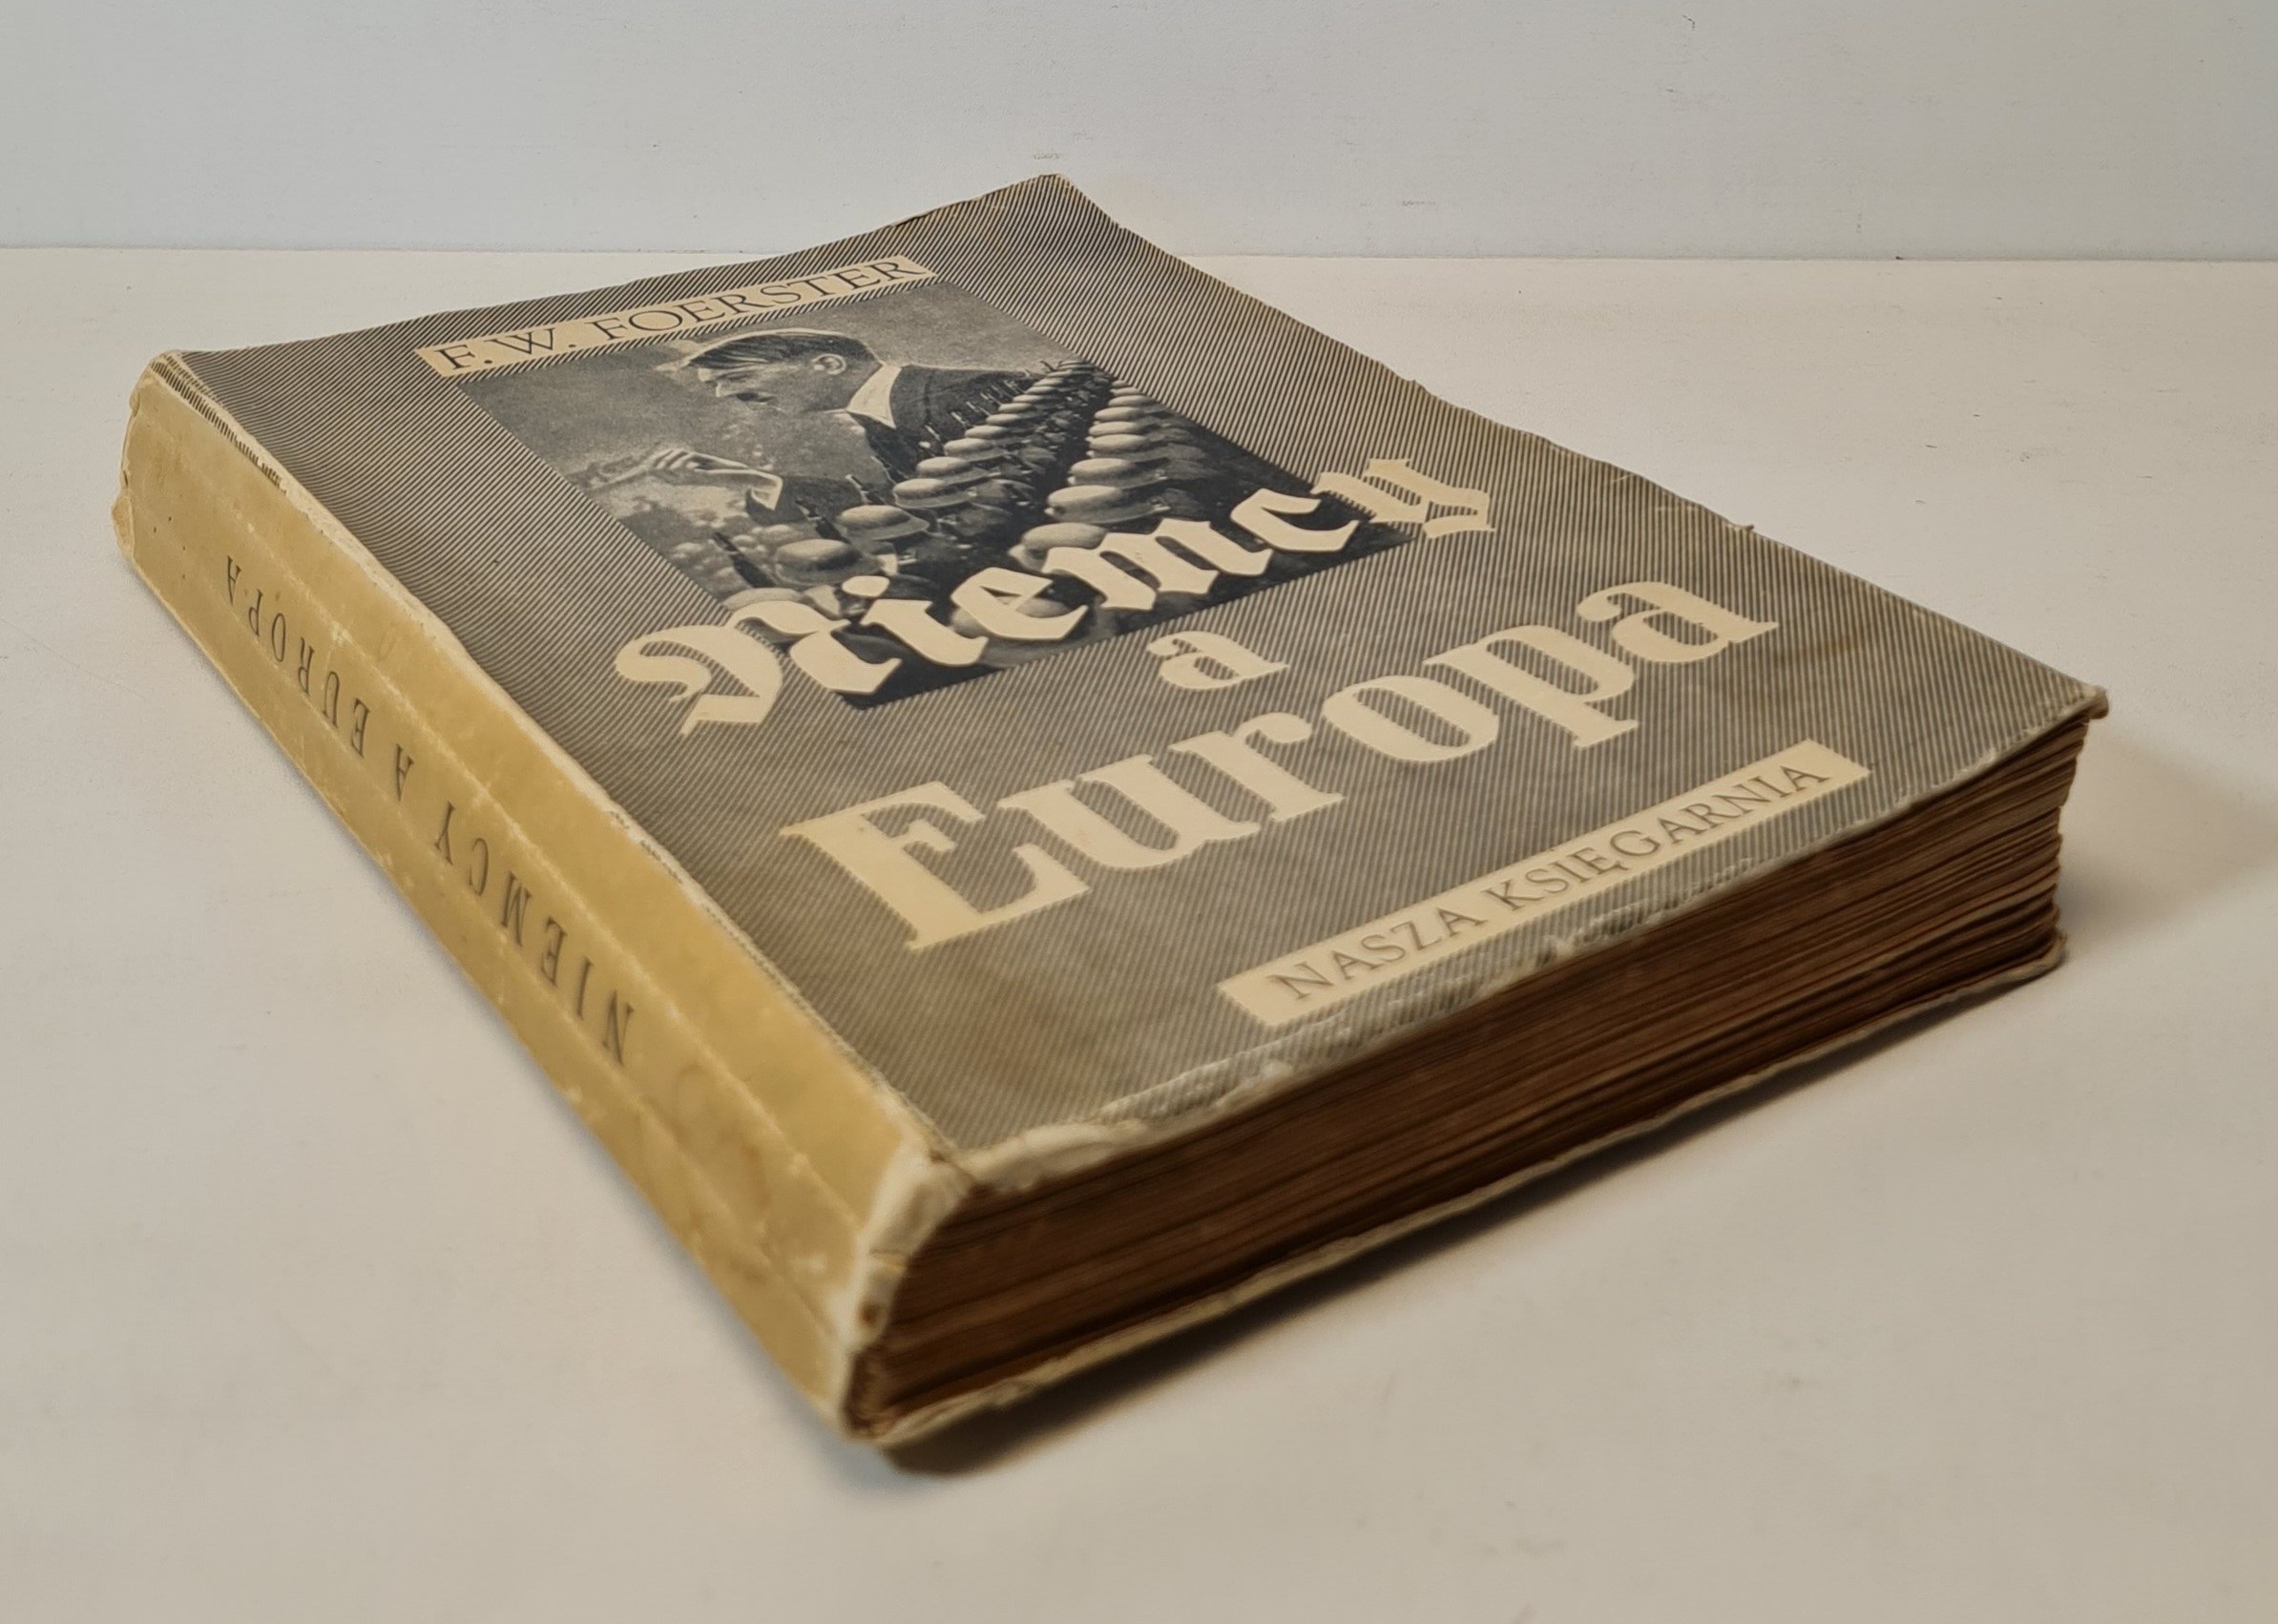 F. W. FOERSTER
Niemcy
a
Europa
NASZA KSIĘGARNIA
NIEMCY A EUROPA